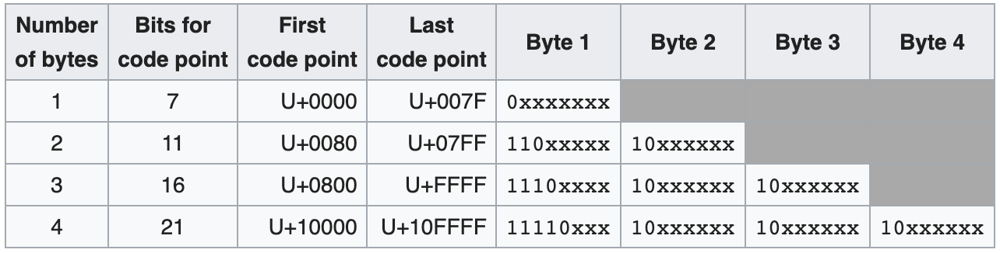 Number of bytes Bits for code point First code point Last code point Byte 1 Byte 2 Byte 3 Byte 4
1 7 U+0000 U+007F 0xxxxxxx
2 11 U+0080 U+07FF 110xxxxx 10xxxxxx
3 16 U+0800 U+FFFF 1110xxxx 10xxxxxx 10xxxxxx
4 21 U+10000 U+10FFFF 11110xxx 10xxxxxx 10xxxxxx 10xxxxxx